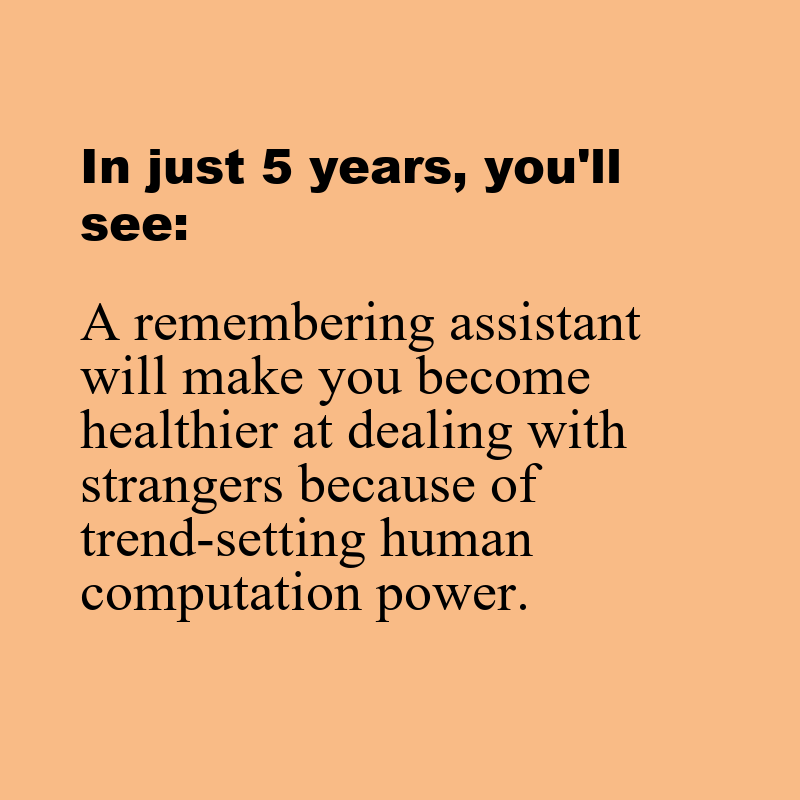 In just 5 years, you'll
see:
A remembering assistant
will make you become
healthier at dealing with
strangers because of
trend-setting human
computation power.